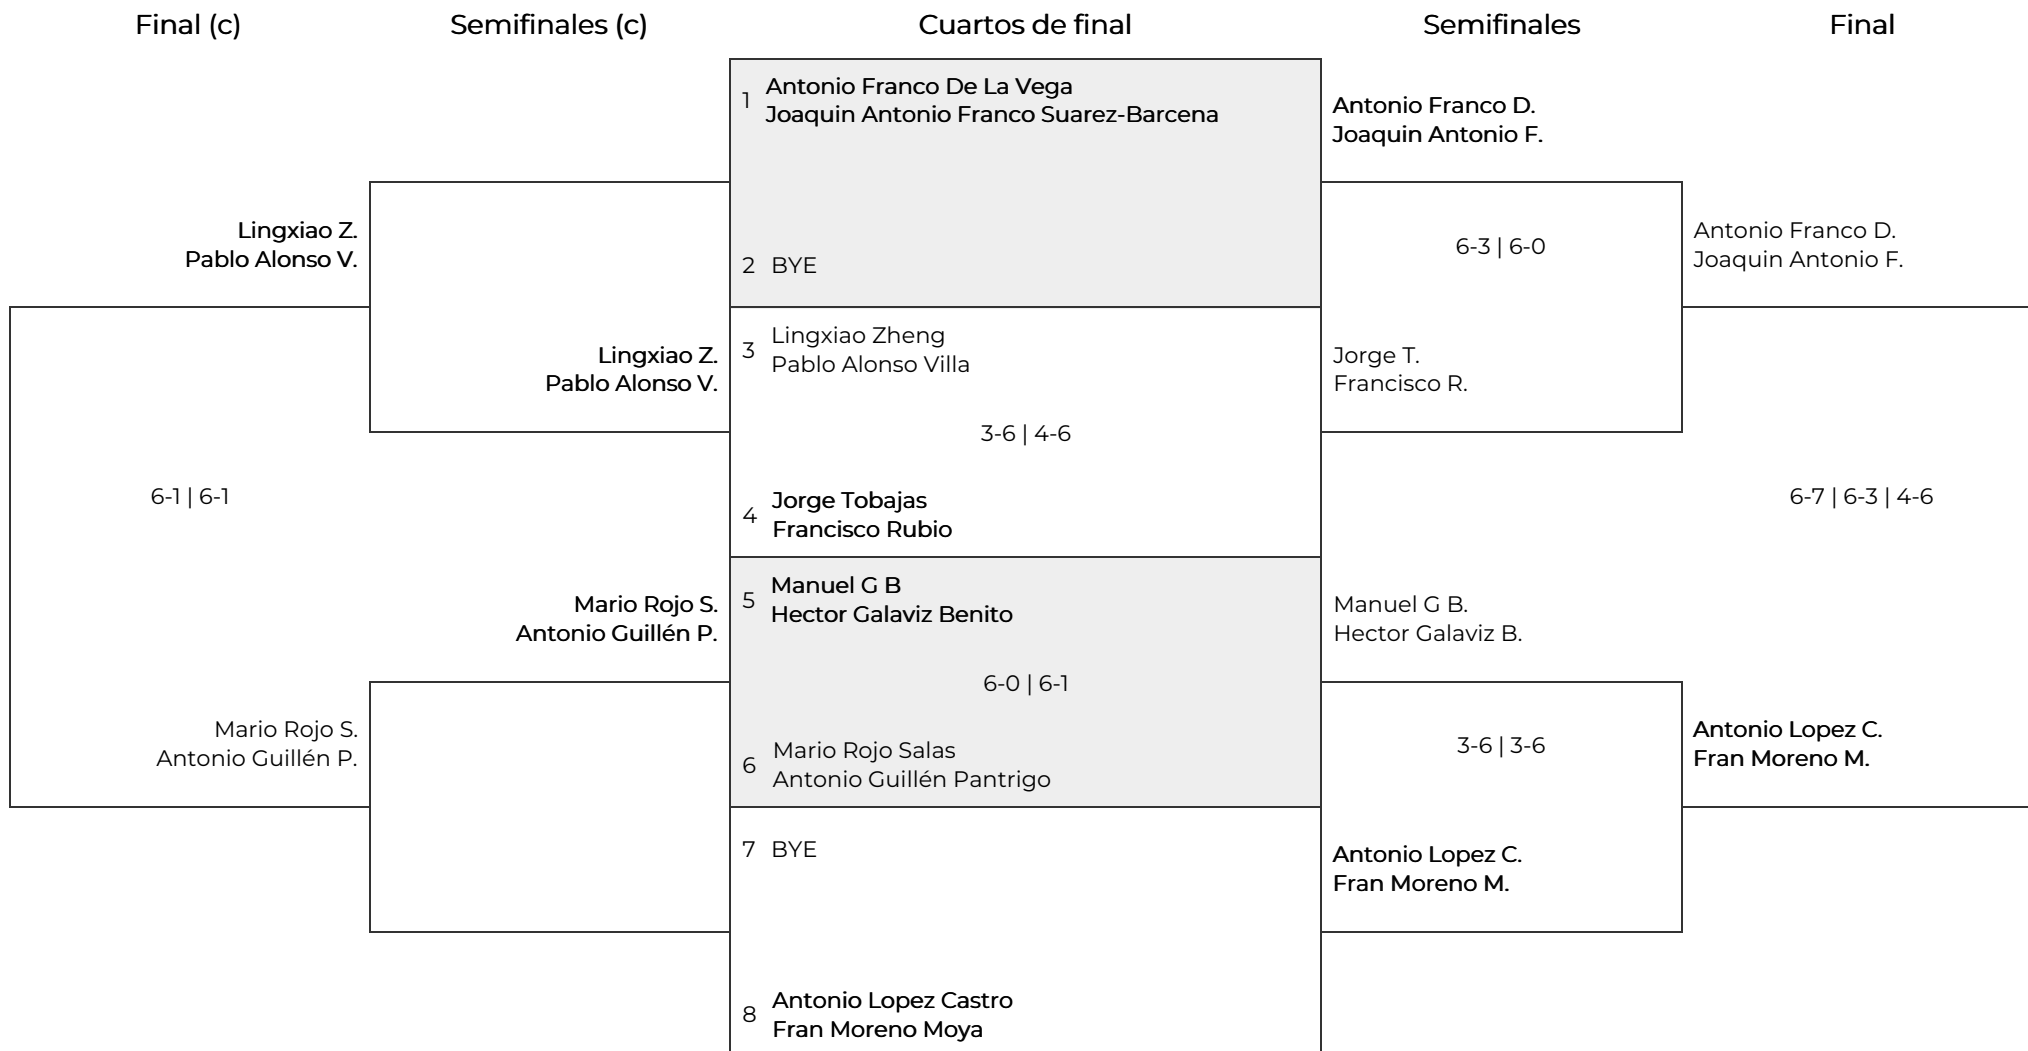 Final (c)
Semifinales (c)
Cuartos de final
Semifinales
Final
Lingxiao Z.
Pablo Alonso V.
6-1 | 6-1
Mario Rojo S.
Antonio Guillén P.
Lingxiao Z.
Pablo Alonso V.
Mario Rojo S.
Antonio Guillén P.
1 Antonio Franco De La Vega
Joaquin Antonio Franco Suarez-Barcena
2 BYE
3 Lingxiao Zheng
Pablo Alonso Villa
3-6 | 4-6
4 Jorge Tobajas
Francisco Rubio
5 Manuel G B
Hector Galaviz Benito
6-0 | 6-1
6 Mario Rojo Salas
Antonio Guillén Pantrigo
7 BYE
8 Antonio Lopez Castro
Fran Moreno Moya
Antonio Franco D.
Joaquin Antonio F.
6-3 | 6-0
Jorge T.
Francisco R.
Manuel G B.
Hector Galaviz B.
3-6 | 3-6
Antonio Lopez C.
Fran Moreno M.
Antonio Franco D.
Joaquin Antonio F.
6-7 | 6-3 | 4-6
Antonio Lopez C.
Fran Moreno M.